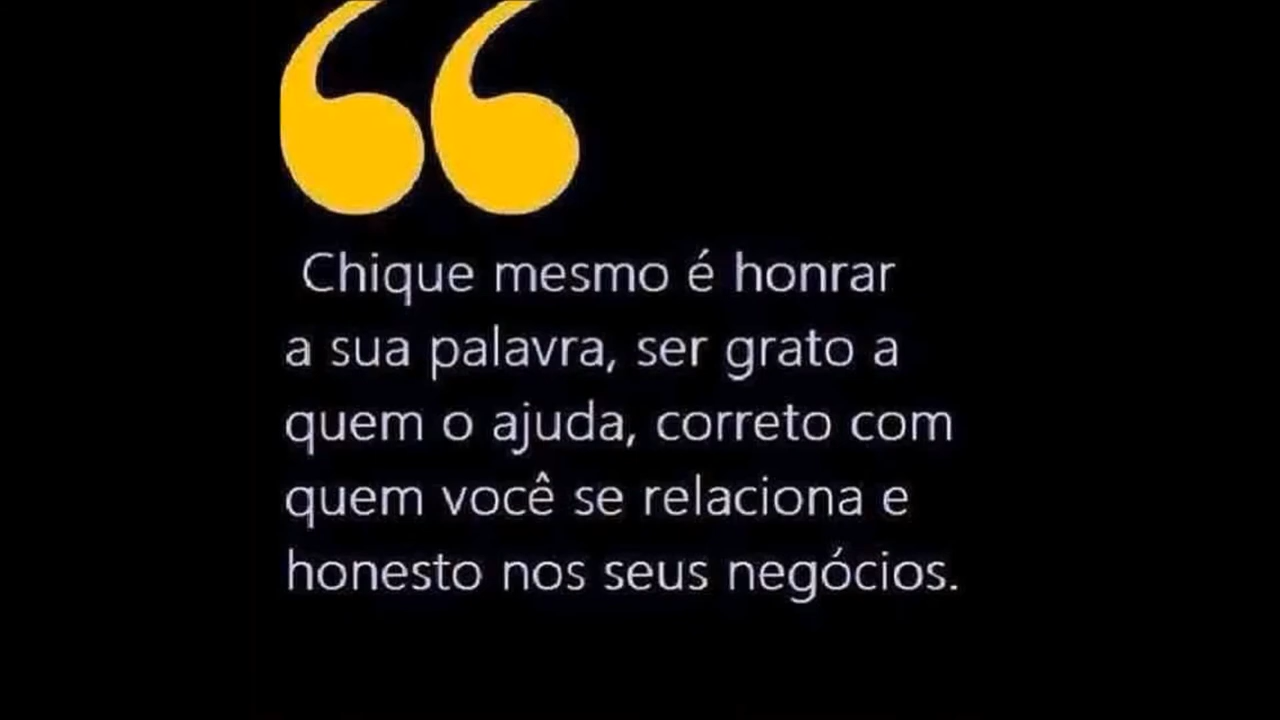 Chique mesmo é honrar
a sua palavra, ser grato a
quem o ajuda, correto com
quem você se relaciona e
honesto nos seus negócios.